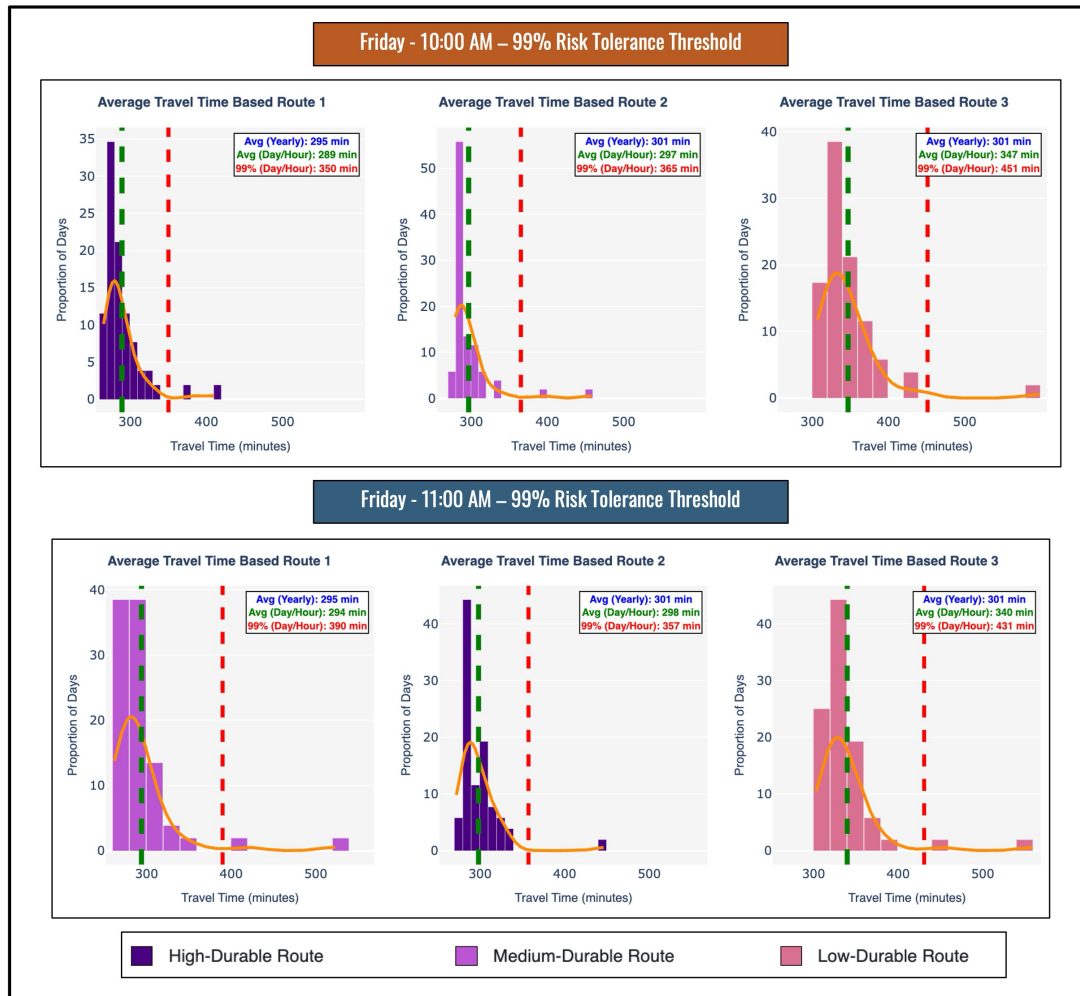 Friday - 10:00 AM – 99% Risk Tolerance Threshold
Average Travel Time Based Route 1
Avg (Yearly): 295 min
Avg (Day/Hour): 289 min
99% (Day/Hour): 350 min
Proportion of Days
35
30
25
20
15
10
5
0
300 400 500
Travel Time (minutes)
Average Travel Time Based Route 2
Avg (Yearly): 301 min
Avg (Day/Hour): 297 min
99% (Day/Hour): 365 min
Proportion of Days
50
40
30
20
10
0
300 400 500
Travel Time (minutes)
Average Travel Time Based Route 3
Avg (Yearly): 301 min
Avg (Day/Hour): 347 min
99% (Day/Hour): 451 min
Proportion of Days
40
30
20
10
0
300 400 500
Travel Time (minutes)
Friday - 11:00 AM – 99% Risk Tolerance Threshold
Average Travel Time Based Route 1
Avg (Yearly): 295 min
Avg (Day/Hour): 294 min
99% (Day/Hour): 390 min
Proportion of Days
40
30
20
10
0
300 400 500
Travel Time (minutes)
Average Travel Time Based Route 2
Avg (Yearly): 301 min
Avg (Day/Hour): 298 min
99% (Day/Hour): 357 min
Proportion of Days
40
30
20
10
0
300 400 500
Travel Time (minutes)
Average Travel Time Based Route 3
Avg (Yearly): 301 min
Avg (Day/Hour): 340 min
99% (Day/Hour): 431 min
Proportion of Days
40
30
20
10
0
300 400 500
Travel Time (minutes)
High-Durable Route
Medium-Durable Route
Low-Durable Route